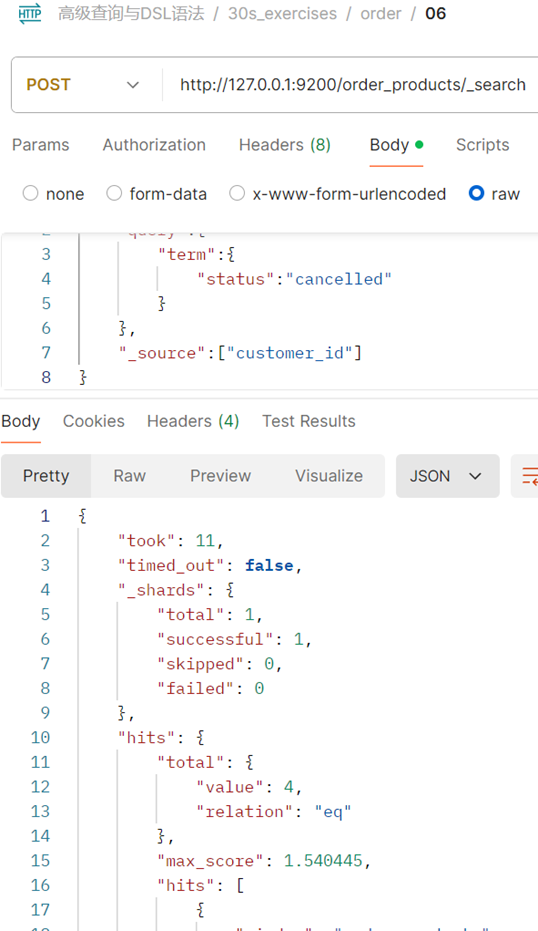 HTTP 高级查询与DSL语法 / 30s_exercises / order / 06
POST http://127.0.0.1:9200/order_products/_search
Params Authorization Headers (8) Body Scripts
none form-data x-www-form-urlencoded raw
3 "term":{
4 "status":"cancelled"
5 }
6 },
7 "_source":["customer_id"]
8 }
Body Cookies Headers (4) Test Results
Pretty Raw Preview Visualize JSON
1 {
2 "took": 11,
3 "timed_out": false,
4 "_shards": {
5 "total": 1,
6 "successful": 1,
7 "skipped": 0,
8 "failed": 0
9 },
10 "hits": {
11 "total": {
12 "value": 4,
13 "relation": "eq"
14 },
15 "max_score": 1.540445,
16 "hits": [
17 {